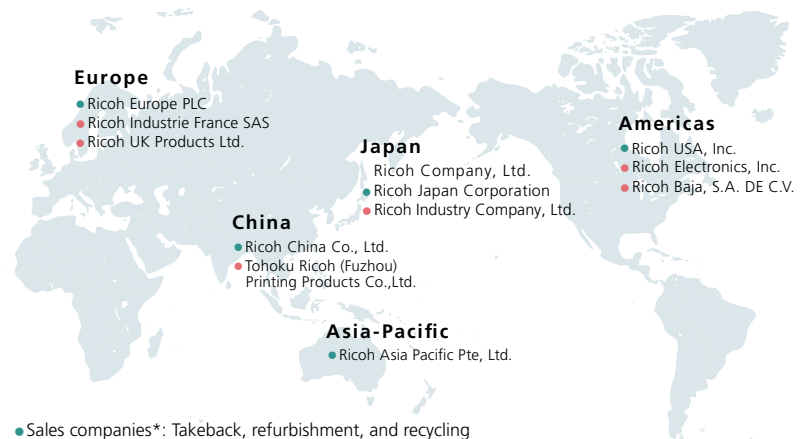 Europe
Ricoh Europe PLC
Ricoh Industrie France SAS
Ricoh UK Products Ltd.
Japan
Ricoh Company, Ltd.
Ricoh Japan Corporation
Ricoh Industry Company, Ltd.
Americas
Ricoh USA, Inc.
Ricoh Electronics, Inc.
Ricoh Baja, S.A. DE C.V.
China
Ricoh China Co., Ltd.
Tohoku Ricoh (Fuzhou)
Printing Products Co.,Ltd.
Asia-Pacific
Ricoh Asia Pacific Pte, Ltd.
Sales companies*: Takeback, refurbishment, and recycling